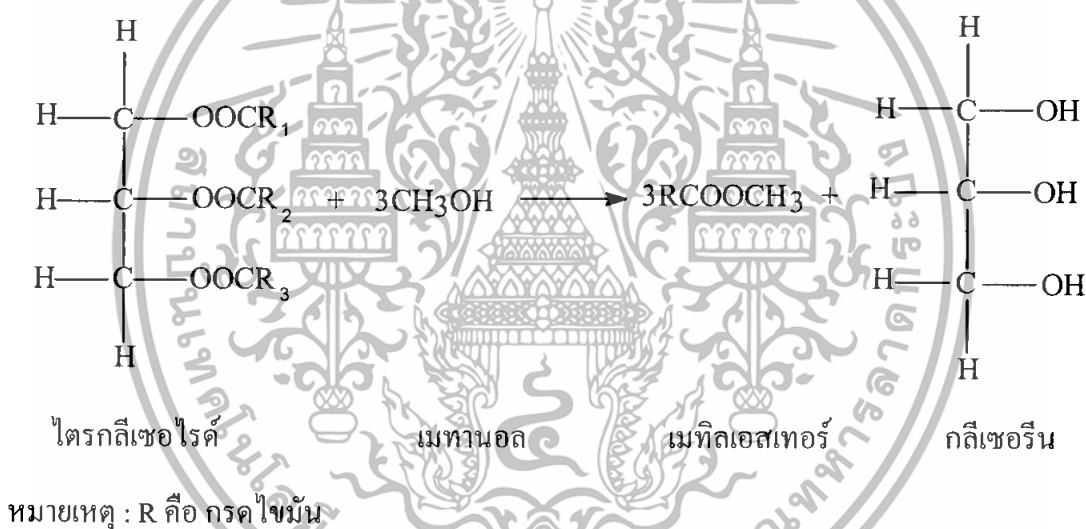 H H
H—C—OOCR₁ H—C—OH
H—C—OOCR₂ + 3CH₃OH → 3RCOOCH₃ + H—C—OH
H—C—OOCR₃ H—C—OH
H H
ไตรกลีเซอไรด์ เมทานอล เมทิลเอสเทอร์ กลีเซอรีน
หมายเหตุ : R คือ กรดไขมัน